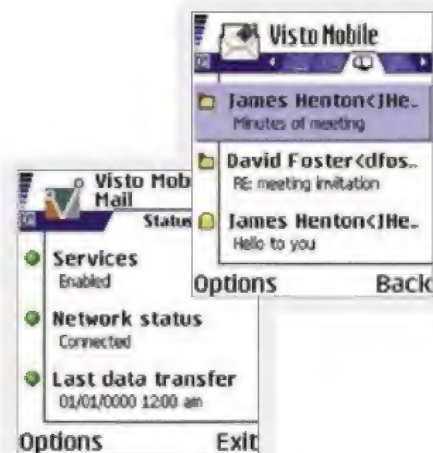 Visto Mobile
James Henton<JHe..
Minutes of meeting
David Foster<dfos..
RE: meeting invitation
James Henton<JHe..
Hello to you
Options Back
Visto Mob
Mail
Status
Services
Enabled
Network status
Connected
Last data transfer
01/01/0000 12:00 am
Options Exit